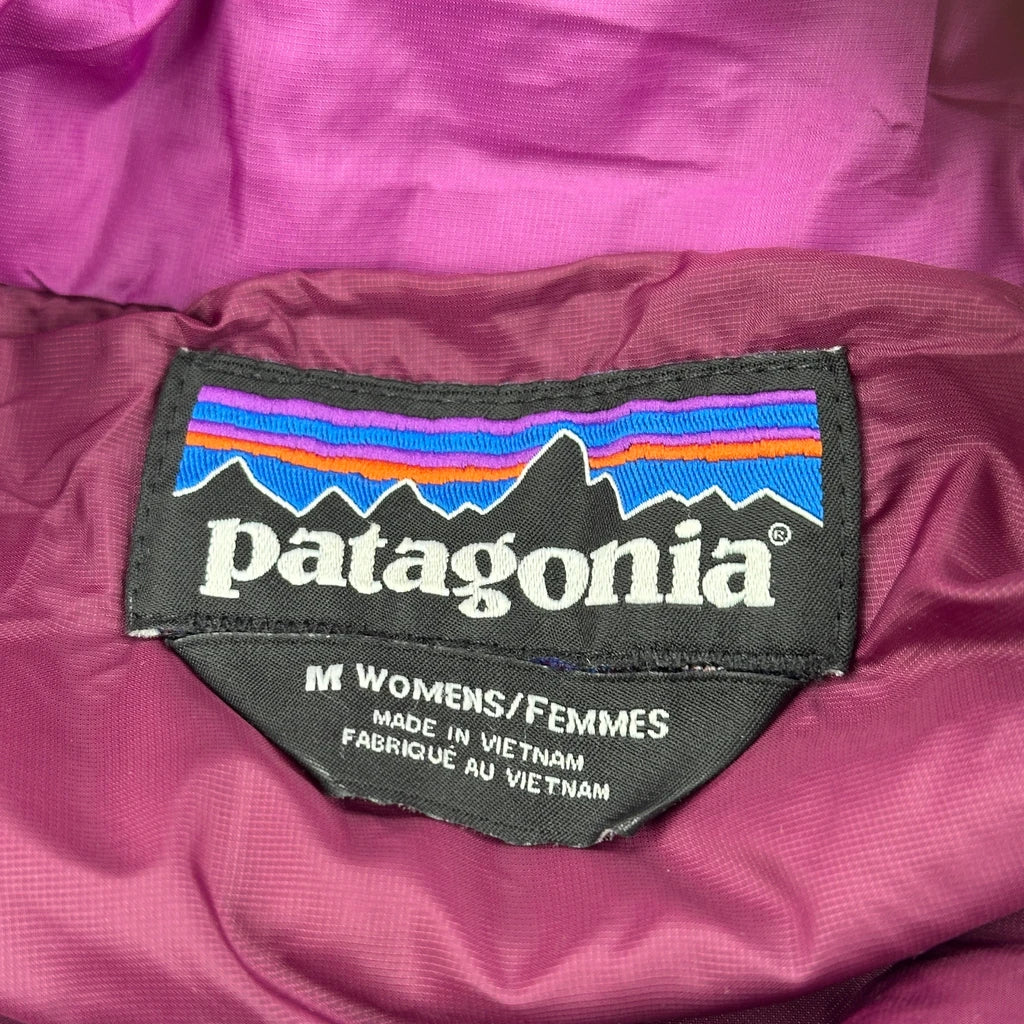 patagonia®
M WOMENS/FEMMES
MADE IN VIETNAM
FABRIQUÉ AU VIETNAM